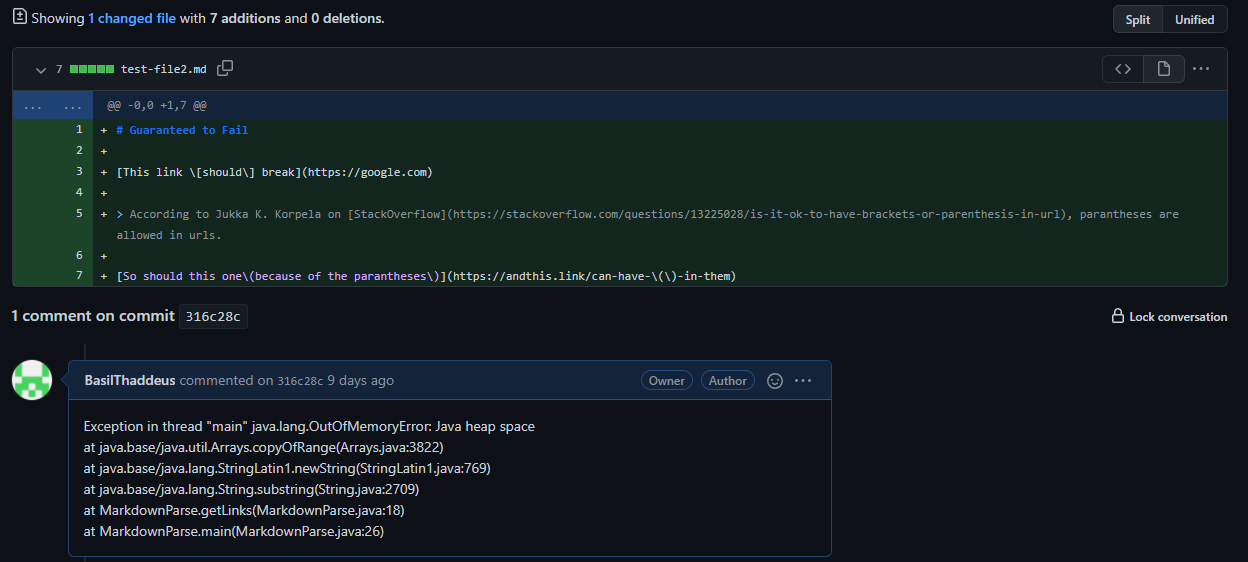 Showing 1 changed file with 7 additions and 0 deletions.
Split Unified
7 test-file2.md
... ... @@ -0,0 +1,7 @@
1 + # Guaranteed to Fail
2 +
3 + [This link \[should\] break](https://google.com)
4 +
5 + > According to Jukka K. Korpela on [StackOverflow](https://stackoverflow.com/questions/13225028/is-it-ok-to-have-brackets-or-parenthesis-in-url), parantheses are
allowed in urls.
6 +
7 + [So should this one\(because of the parantheses\)](https://andthis.link/can-have-\(\)-in-them)
1 comment on commit 316c28c
Lock conversation
BasilThaddeus commented on 316c28c 9 days ago
Owner Author
Exception in thread "main" java.lang.OutOfMemoryError: Java heap space
at java.base/java.util.Arrays.copyOfRange(Arrays.java:3822)
at java.base/java.lang.StringLatin1.newString(StringLatin1.java:769)
at java.base/java.lang.String.substring(String.java:2709)
at MarkdownParse.getLinks(MarkdownParse.java:18)
at MarkdownParse.main(MarkdownParse.java:26)